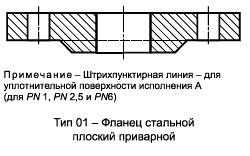 Примечание – Штрихпунктирная линия – для
уплотнительной поверхности исполнения А
(для PN 1, PN 2,5 и PN6)
Тип 01 – Фланец стальной
плоский приварной